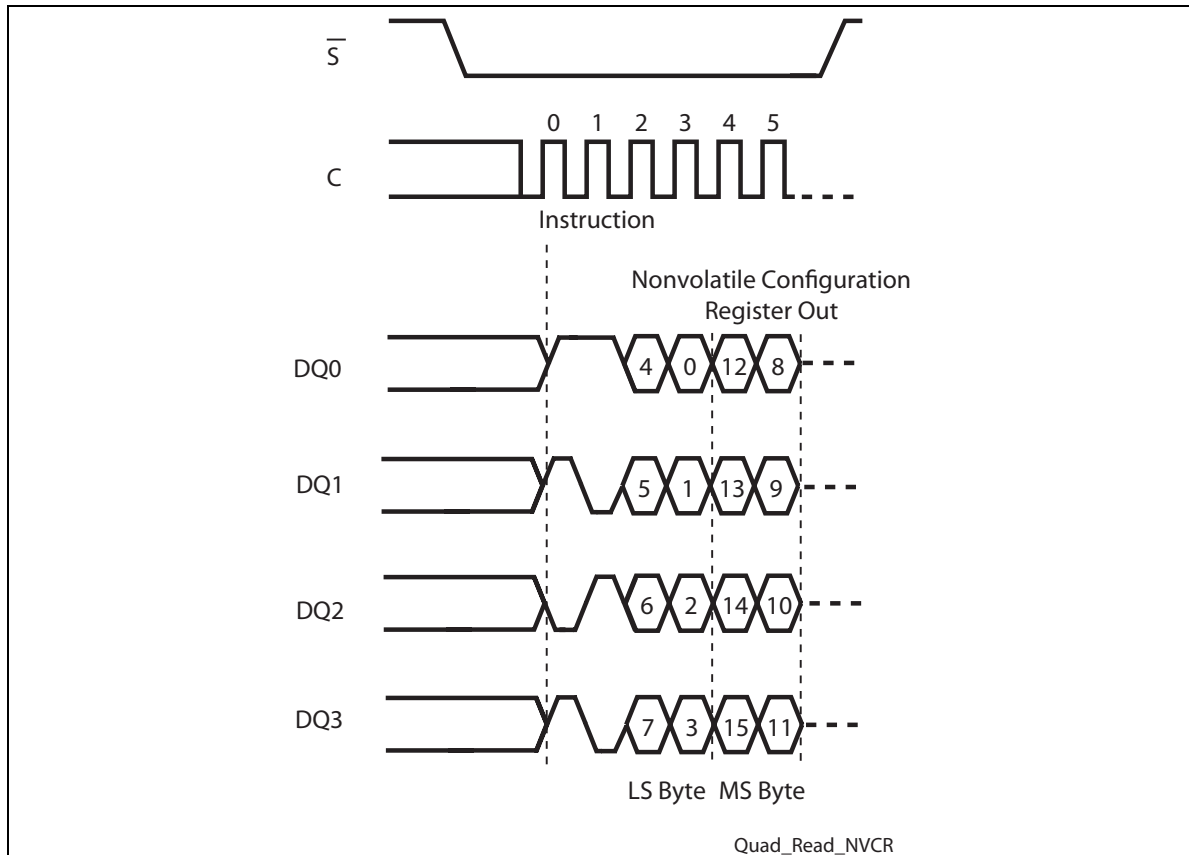 S
0 1 2 3 4 5
C
Instruction
Nonvolatile Configuration
Register Out
DQ0 4 0 12 8
DQ1 5 1 13 9
DQ2 6 2 14 10
DQ3 7 3 15 11
LS Byte MS Byte
Quad_Read_NVCR